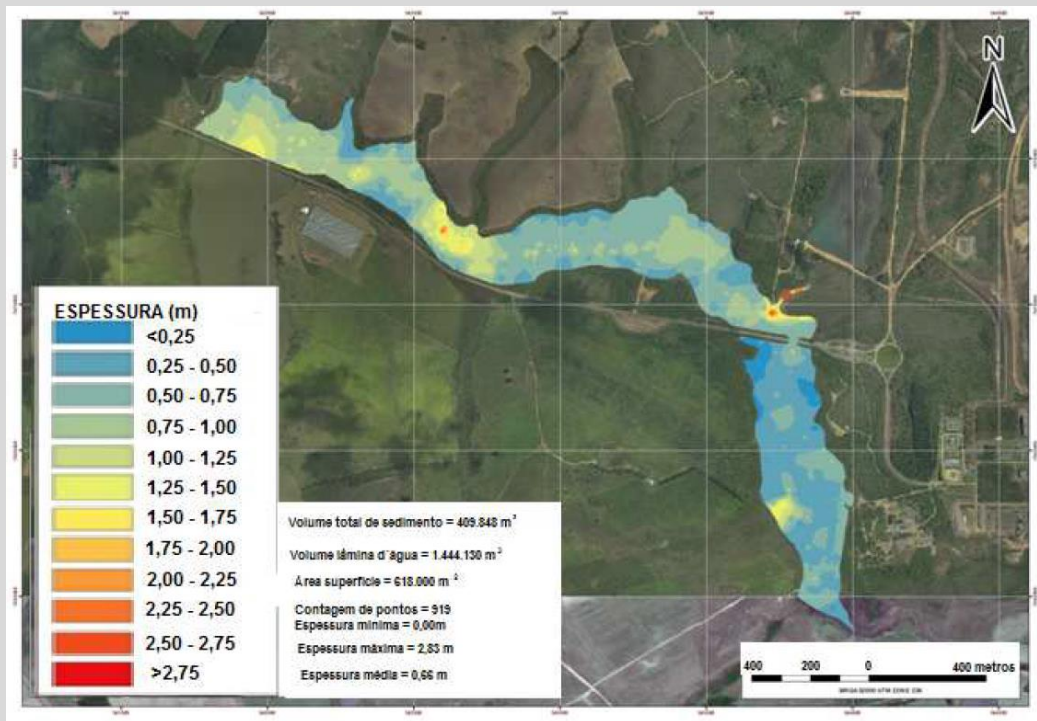 N
ESPESSURA (m)
<0,25
0,25 - 0,50
0,50 - 0,75
0,75 - 1,00
1,00 - 1,25
1,25 - 1,50
1,50 - 1,75
1,75 - 2,00
2,00 - 2,25
2,25 - 2,50
2,50 - 2,75
>2,75
Volume total de sedimento = 409.848 m³
Volume lâmina d´água = 1.444.130 m³
Area superfície = 618.000 m²
Contagem de pontos = 919
Espessura mínima = 0,00m
Espessura máxima = 2,83 m
Espessura média = 0,66 m
400 200 0 400 metros